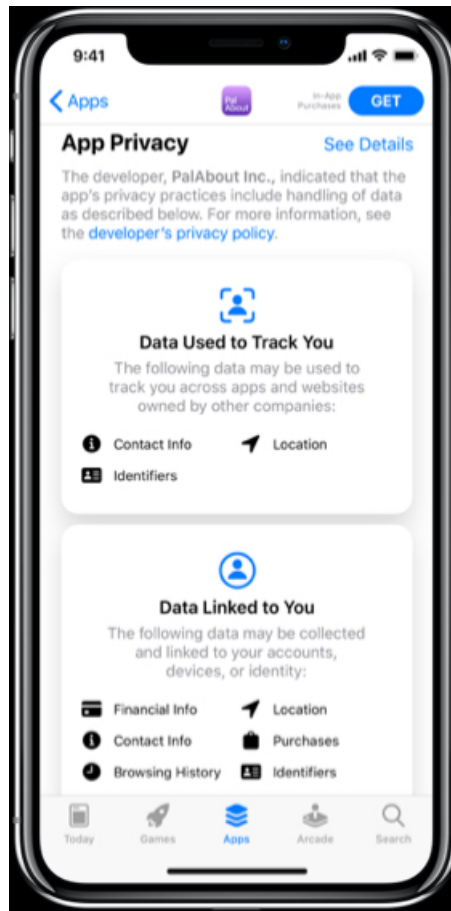 9:41
Apps
Pal
About
In-App
Purchases
GET
App Privacy
See Details
The developer, PalAbout Inc., indicated that the
app's privacy practices include handling of data
as described below. For more information, see
the developer's privacy policy.
Data Used to Track You
The following data may be used to
track you across apps and websites
owned by other companies:
Contact Info
Location
Identifiers
Data Linked to You
The following data may be collected
and linked to your accounts,
devices, or identity:
Financial Info
Location
Contact Info
Purchases
Browsing History
Identifiers
Today
Games
Apps
Arcade
Search